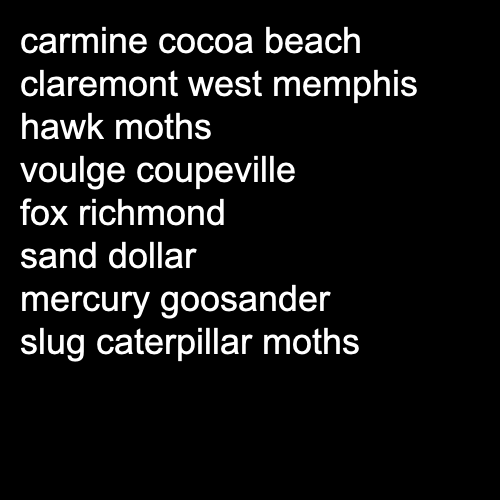 carmine cocoa beach
claremont west memphis
hawk moths
voulge coupeville
fox richmond
sand dollar
mercury goosander
slug caterpillar moths